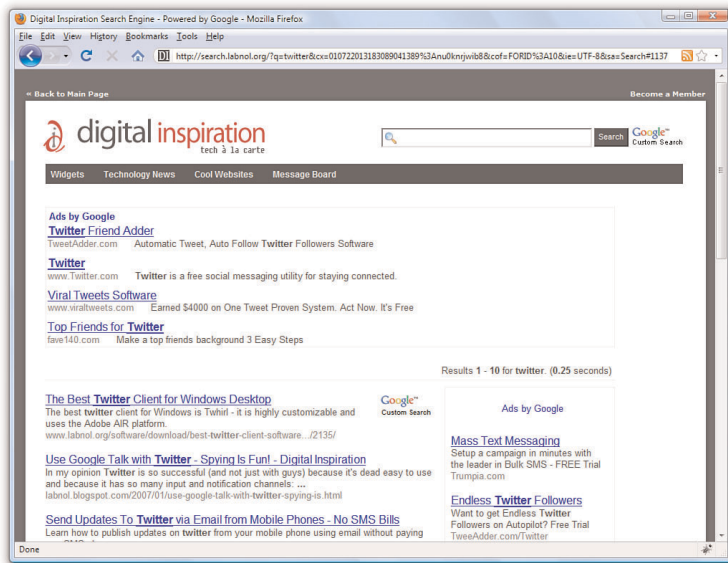 Digital Inspiration Search Engine - Powered by Google - Mozilla Firefox
File Edit View History Bookmarks Tools Help
DI http://search.labnol.org/?q=twitter&cx=010722013183089041389%3Anu0knrjwib8&cof=FORID%3A10&ie=UTF-8&sa=Search#1137
« Back to Main Page Become a Member
digital inspiration
tech à la carte
Search Google™ Custom Search
Widgets Technology News Cool Websites Message Board
Ads by Google
Twitter Friend Adder
TweetAdder.com Automatic Tweet, Auto Follow Twitter Followers Software
Twitter
www.Twitter.com Twitter is a free social messaging utility for staying connected.
Viral Tweets Software
www.viraltweets.com Earned $4000 on One Tweet Proven System. Act Now. It's Free
Top Friends for Twitter
fave140.com Make a top friends background 3 Easy Steps
Results 1 - 10 for twitter. (0.25 seconds)
The Best Twitter Client for Windows Desktop
The best twitter client for Windows is Twhirl - it is highly customizable and
uses the Adobe AIR platform.
www.labnol.org/software/download/best-twitter-client-software.../2135/
Google™
Custom Search
Use Google Talk with Twitter - Spying Is Fun! - Digital Inspiration
In my opinion Twitter is so successful (and not just with guys) because it's dead easy to use
and because it has so many input and notification channels: ...
labnol.blogspot.com/2007/01/use-google-talk-with-twitter-spying-is.html
Send Updates To Twitter via Email from Mobile Phones - No SMS Bills
Learn how to publish updates on twitter from your mobile phone using email without paying
Ads by Google
Mass Text Messaging
Setup a campaign in minutes with
the leader in Bulk SMS - FREE Trial
Trumpia.com
Endless Twitter Followers
Want to get Endless Twitter
Followers on Autopilot? Free Trial
TweeAdder.com/Twitter
Done